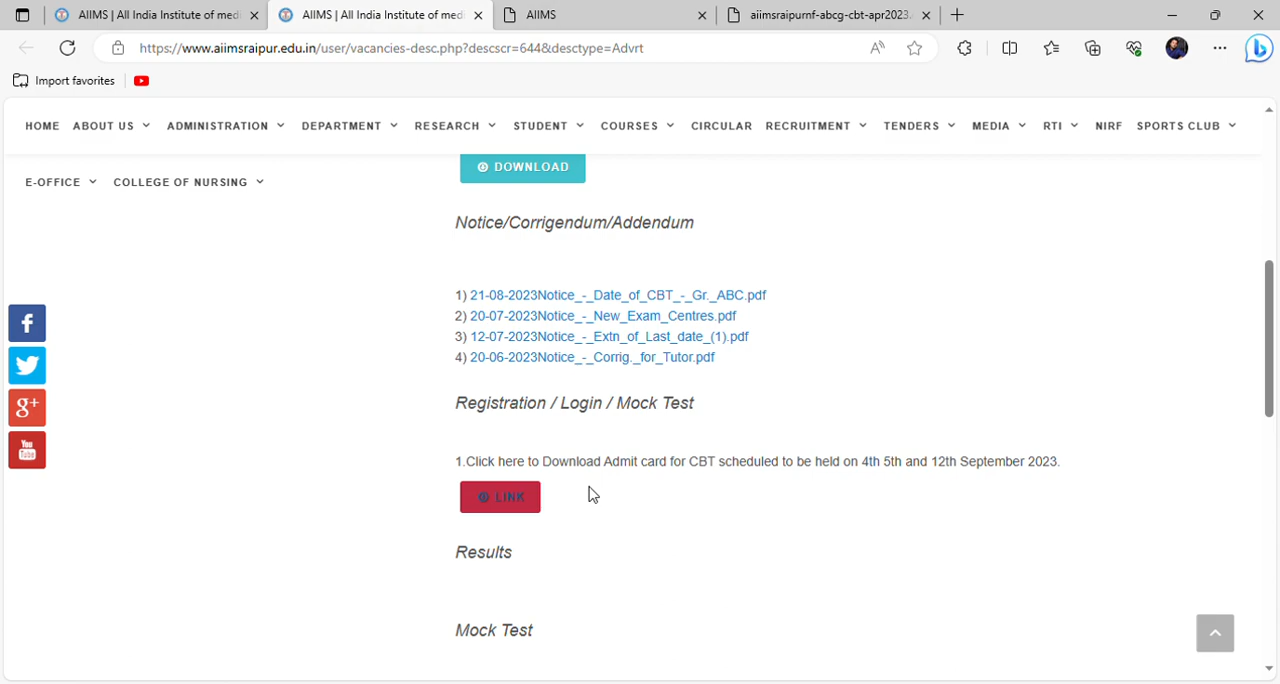 AIIMS | All India Institute of med
AIIMS | All India Institute of med
AIIMS
aiimsraipurnf-abcg-cbt-apr2023.
https://www.aiimsraipur.edu.in/user/vacancies-desc.php?descscr=644&desctype=Advrt
Import favorites
HOME ABOUT US ADMINISTRATION DEPARTMENT RESEARCH STUDENT COURSES CIRCULAR RECRUITMENT TENDERS MEDIA RTI NIRF SPORTS CLUB
E-OFFICE COLLEGE OF NURSING
DOWNLOAD
Notice/Corrigendum/Addendum
1) 21-08-2023Notice_-_Date_of_CBT_-_Gr._ABC.pdf
2) 20-07-2023Notice_-_New_Exam_Centres.pdf
3) 12-07-2023Notice_-_Extn_of_Last_date_(1).pdf
4) 20-06-2023Notice_-_Corrig._for_Tutor.pdf
Registration / Login / Mock Test
1.Click here to Download Admit card for CBT scheduled to be held on 4th 5th and 12th September 2023.
LINK
Results
Mock Test
f
g+
You Tube